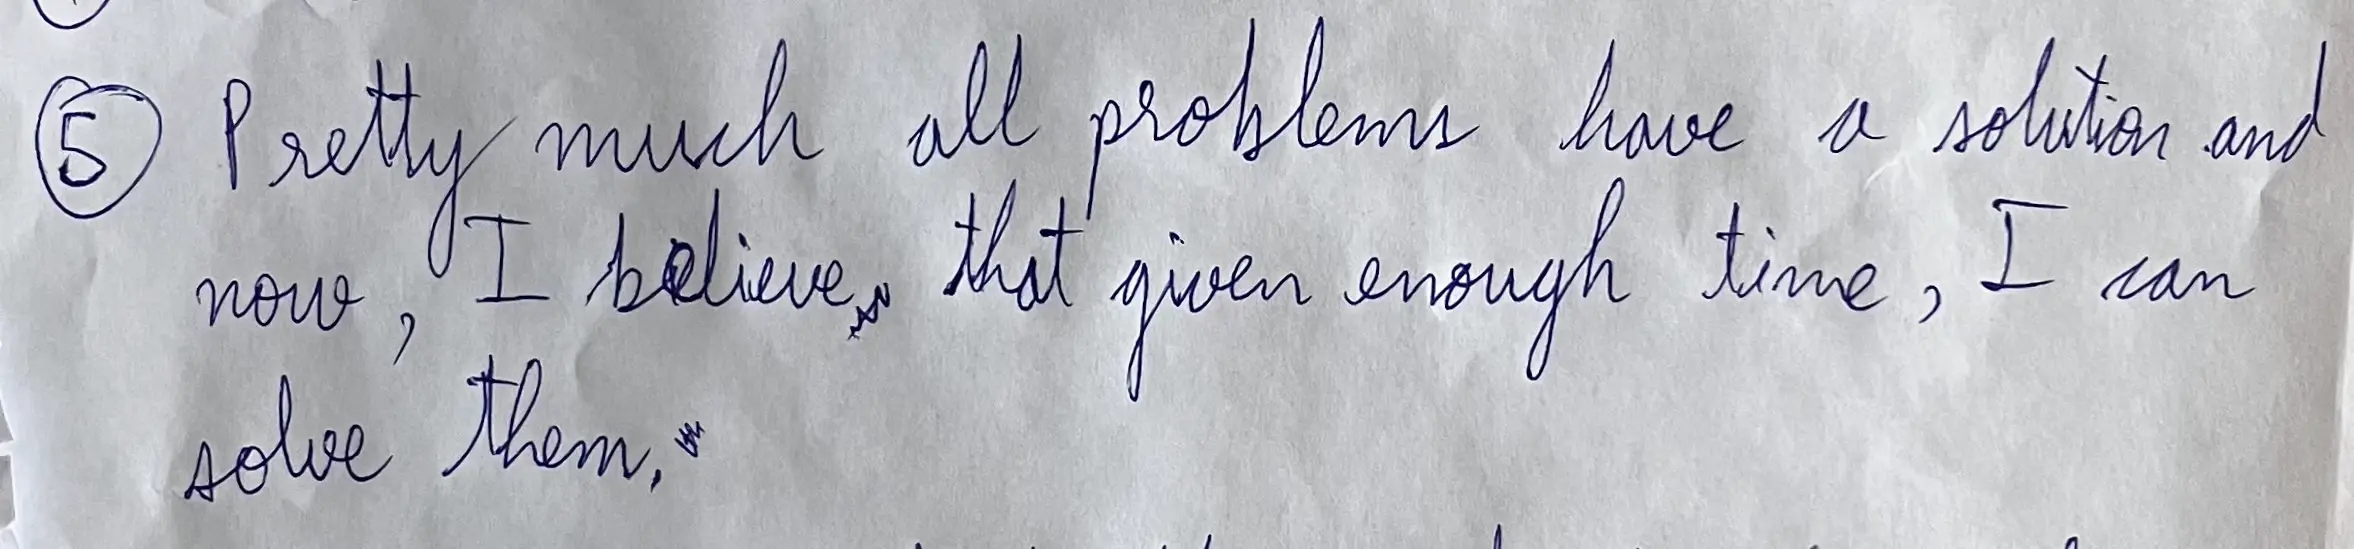 5 Pretty much all problems have a solution and
now, I believe, that given enough time, I can
solve them.